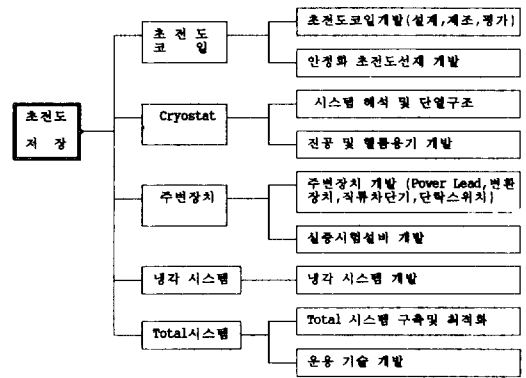 초전도
저 장
초 전 도
코 일
초전도코일개발(설계,제조,평가)
안정화 초전도선재 개발
Cryostat
시스템 해석 및 단열구조
진공 및 헬륨용기 개발
주변장치
주변장치 개발 (Power Lead,변환
장치,직류차단기,단락스위치)
실증시험설비 개발
냉각 시스템
냉각 시스템 개발
Total시스템
Total 시스템 구축및 최적화
운용 기술 개발